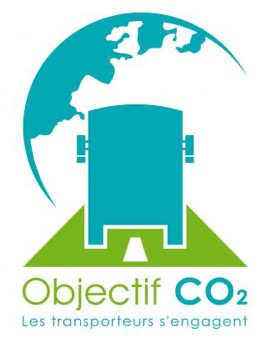 Objectif CO₂
Les transporteurs s'engagent